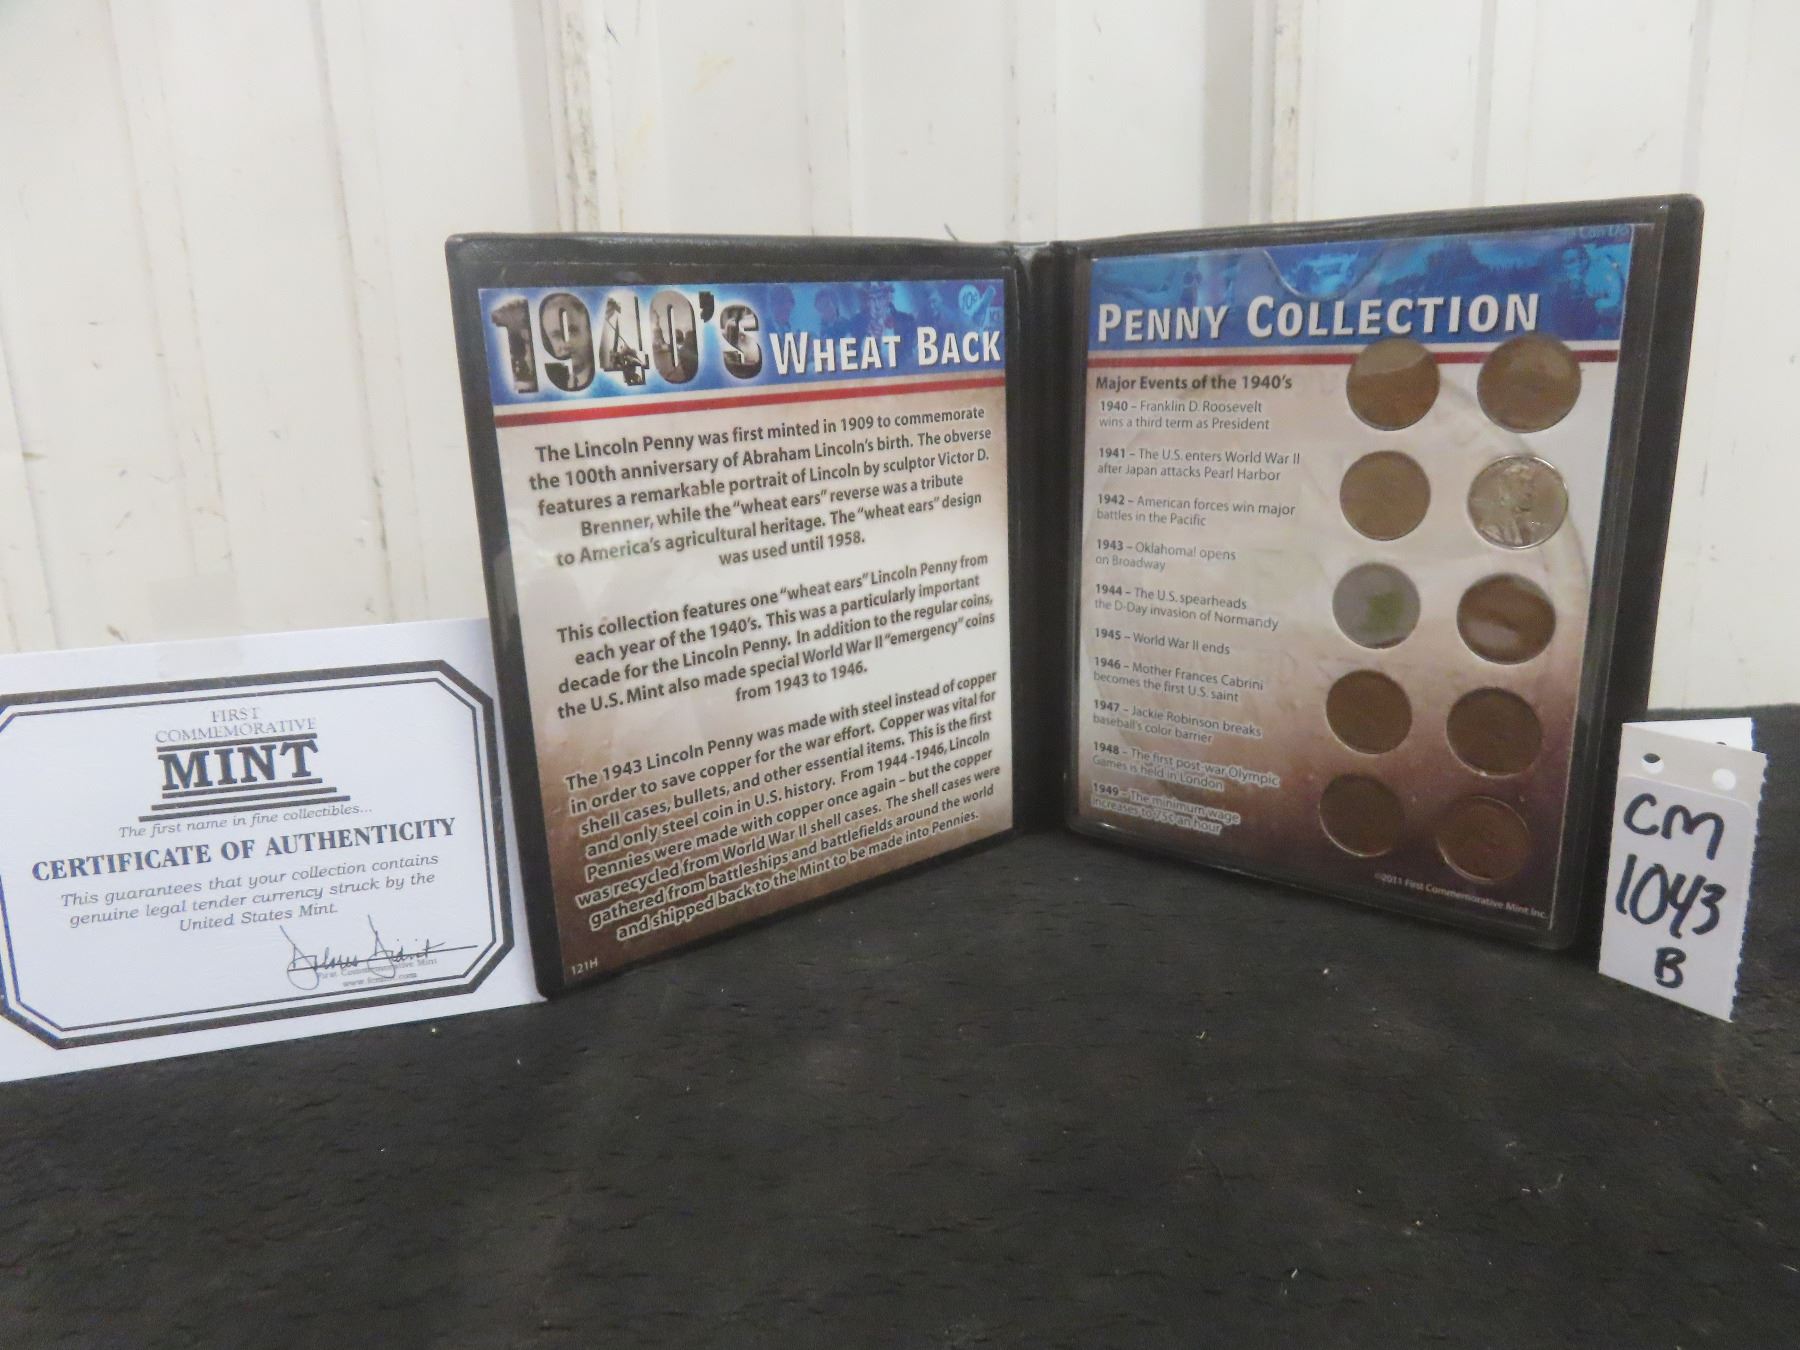 FIRST
COMMEMORATIVE
MINT
The first name in fine collectibles...
CERTIFICATE OF AUTHENTICITY
This guarantees that your collection contains
genuine legal tender currency struck by the
United States Mint.
First Commemorative Mint
1940's WHEAT BACK
10¢
The Lincoln Penny was first minted in 1909 to commemorate
the 100th anniversary of Abraham Lincoln's birth. The obverse
features a remarkable portrait of Lincoln by sculptor Victor D.
Brenner, while the "wheat ears" reverse was a tribute
to America's agricultural heritage. The "wheat ears" design
was used until 1958.
This collection features one "wheat ears" Lincoln Penny from
each year of the 1940's. This was a particularly important
decade for the Lincoln Penny. In addition to the regular coins,
the U.S. Mint also made special World War II "emergency" coins
from 1943 to 1946.
The 1943 Lincoln Penny was made with steel instead of copper
in order to save copper for the war effort. Copper was vital for
shell cases, bullets, and other essential items. This is the first
and only steel coin in U.S. history. From 1944 -1946, Lincoln
Pennies were made with copper once again – but the copper
was recycled from World War II shell cases. The shell cases were
gathered from battleships and battlefields around the world
and shipped back to the Mint to be made into Pennies.
121H
Can Do
PENNY COLLECTION
Major Events of the 1940's
1940 – Franklin D. Roosevelt
wins a third term as President
1941 – The U.S. enters World War II
after Japan attacks Pearl Harbor
1942 – American forces win major
battles in the Pacific
1943 – Oklahoma! opens
on Broadway
1944 – The U.S. spearheads
the D-Day invasion of Normandy
1945 – World War II ends
1946 – Mother Frances Cabrini
becomes the first U.S. saint
1947 – Jackie Robinson breaks
baseball's color barrier
1948 – The first post-war Olympic
Games is held in London
1949 – The minimum wage
increases to 75¢ an hour
©2011 First Commemorative Mint Inc.
CM
1043
B